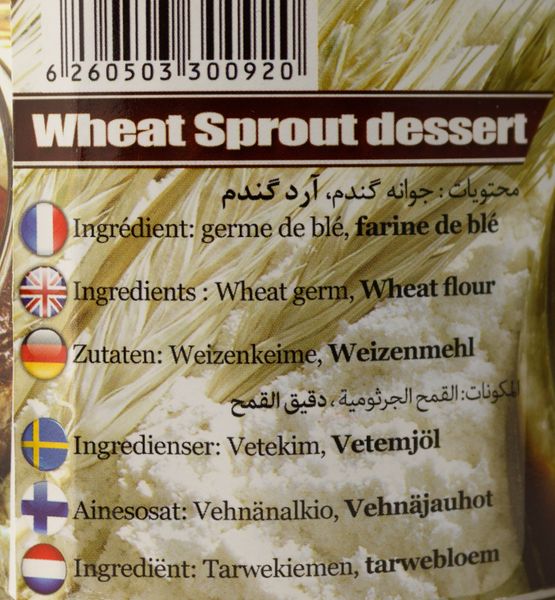 6 260503 300920
Wheat Sprout dessert
محتویات : جوانه گندم، آرد گندم
Ingrédient: germe de blé, farine de blé
Ingredients : Wheat germ, Wheat flour
Zutaten: Weizenkeime, Weizenmehl
المكونات: القمح الجرثومية ، دقيق القمح
Ingredienser: Vetekim, Vetemjöl
Ainesosat: Vehnänalkio, Vehnäjauhot
Ingrediënt: Tarwekiemen, tarwebloem